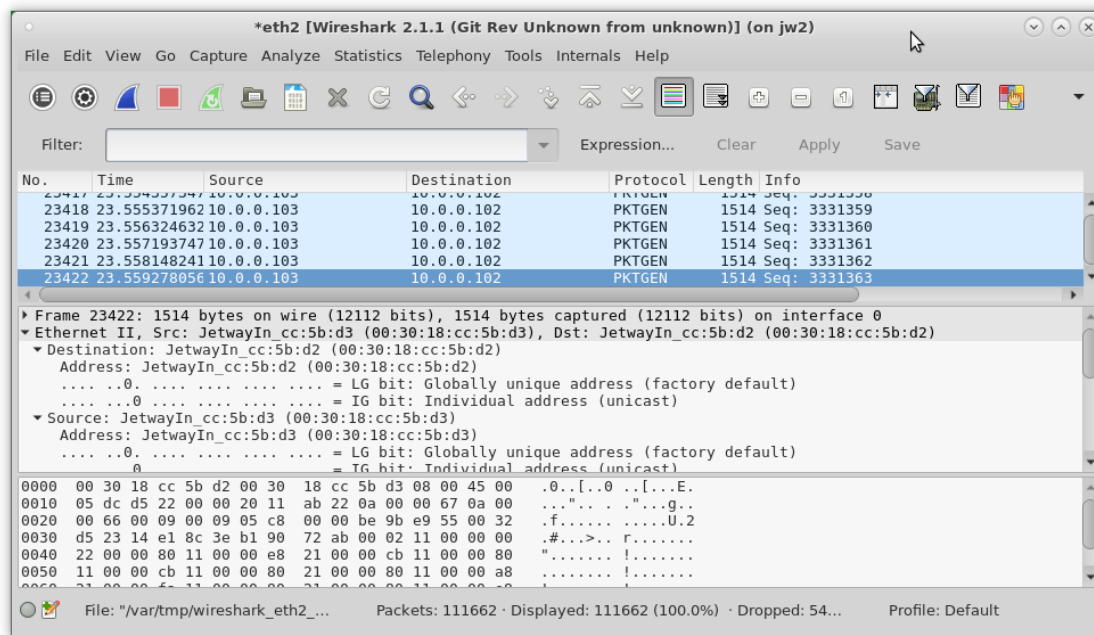 *eth2 [Wireshark 2.1.1 (Git Rev Unknown from unknown)] (on jw2)
File Edit View Go Capture Analyze Statistics Telephony Tools Internals Help
Filter: Expression... Clear Apply Save
No. Time Source Destination Protocol Length Info
23418 23.555371962 10.0.0.103 10.0.0.102 PKTGEN 1514 Seq: 3331359
23419 23.556324632 10.0.0.103 10.0.0.102 PKTGEN 1514 Seq: 3331360
23420 23.557193747 10.0.0.103 10.0.0.102 PKTGEN 1514 Seq: 3331361
23421 23.558148241 10.0.0.103 10.0.0.102 PKTGEN 1514 Seq: 3331362
23422 23.559278056 10.0.0.103 10.0.0.102 PKTGEN 1514 Seq: 3331363
Frame 23422: 1514 bytes on wire (12112 bits), 1514 bytes captured (12112 bits) on interface 0
Ethernet II, Src: JetwayIn_cc:5b:d3 (00:30:18:cc:5b:d3), Dst: JetwayIn_cc:5b:d2 (00:30:18:cc:5b:d2)
Destination: JetwayIn_cc:5b:d2 (00:30:18:cc:5b:d2)
Address: JetwayIn_cc:5b:d2 (00:30:18:cc:5b:d2)
.... ..0. .... .... .... .... = LG bit: Globally unique address (factory default)
.... ...0 .... .... .... .... = IG bit: Individual address (unicast)
Source: JetwayIn_cc:5b:d3 (00:30:18:cc:5b:d3)
Address: JetwayIn_cc:5b:d3 (00:30:18:cc:5b:d3)
.... ..0. .... .... .... .... = LG bit: Globally unique address (factory default)
0 = IG bit: Individual address (unicast)
0000 00 30 18 cc 5b d2 00 30 18 cc 5b d3 08 00 45 00 .0..[..0 ..[...E.
0010 05 dc d5 22 00 00 20 11 ab 22 0a 00 00 67 0a 00 ...".. . ."...g..
0020 00 66 00 09 00 09 05 c8 00 00 be 9b e9 55 00 32 .f...... .....U.2
0030 d5 23 14 e1 8c 3e b1 90 72 ab 00 02 11 00 00 00 .#...>.. r.......
0040 22 00 00 80 11 00 00 e8 21 00 00 cb 11 00 00 80 "....... !.......
0050 11 00 00 cb 11 00 00 80 21 00 00 80 11 00 00 a8 ........ !.......
File: "/var/tmp/wireshark_eth2_... Packets: 111662 · Displayed: 111662 (100.0%) · Dropped: 54... Profile: Default